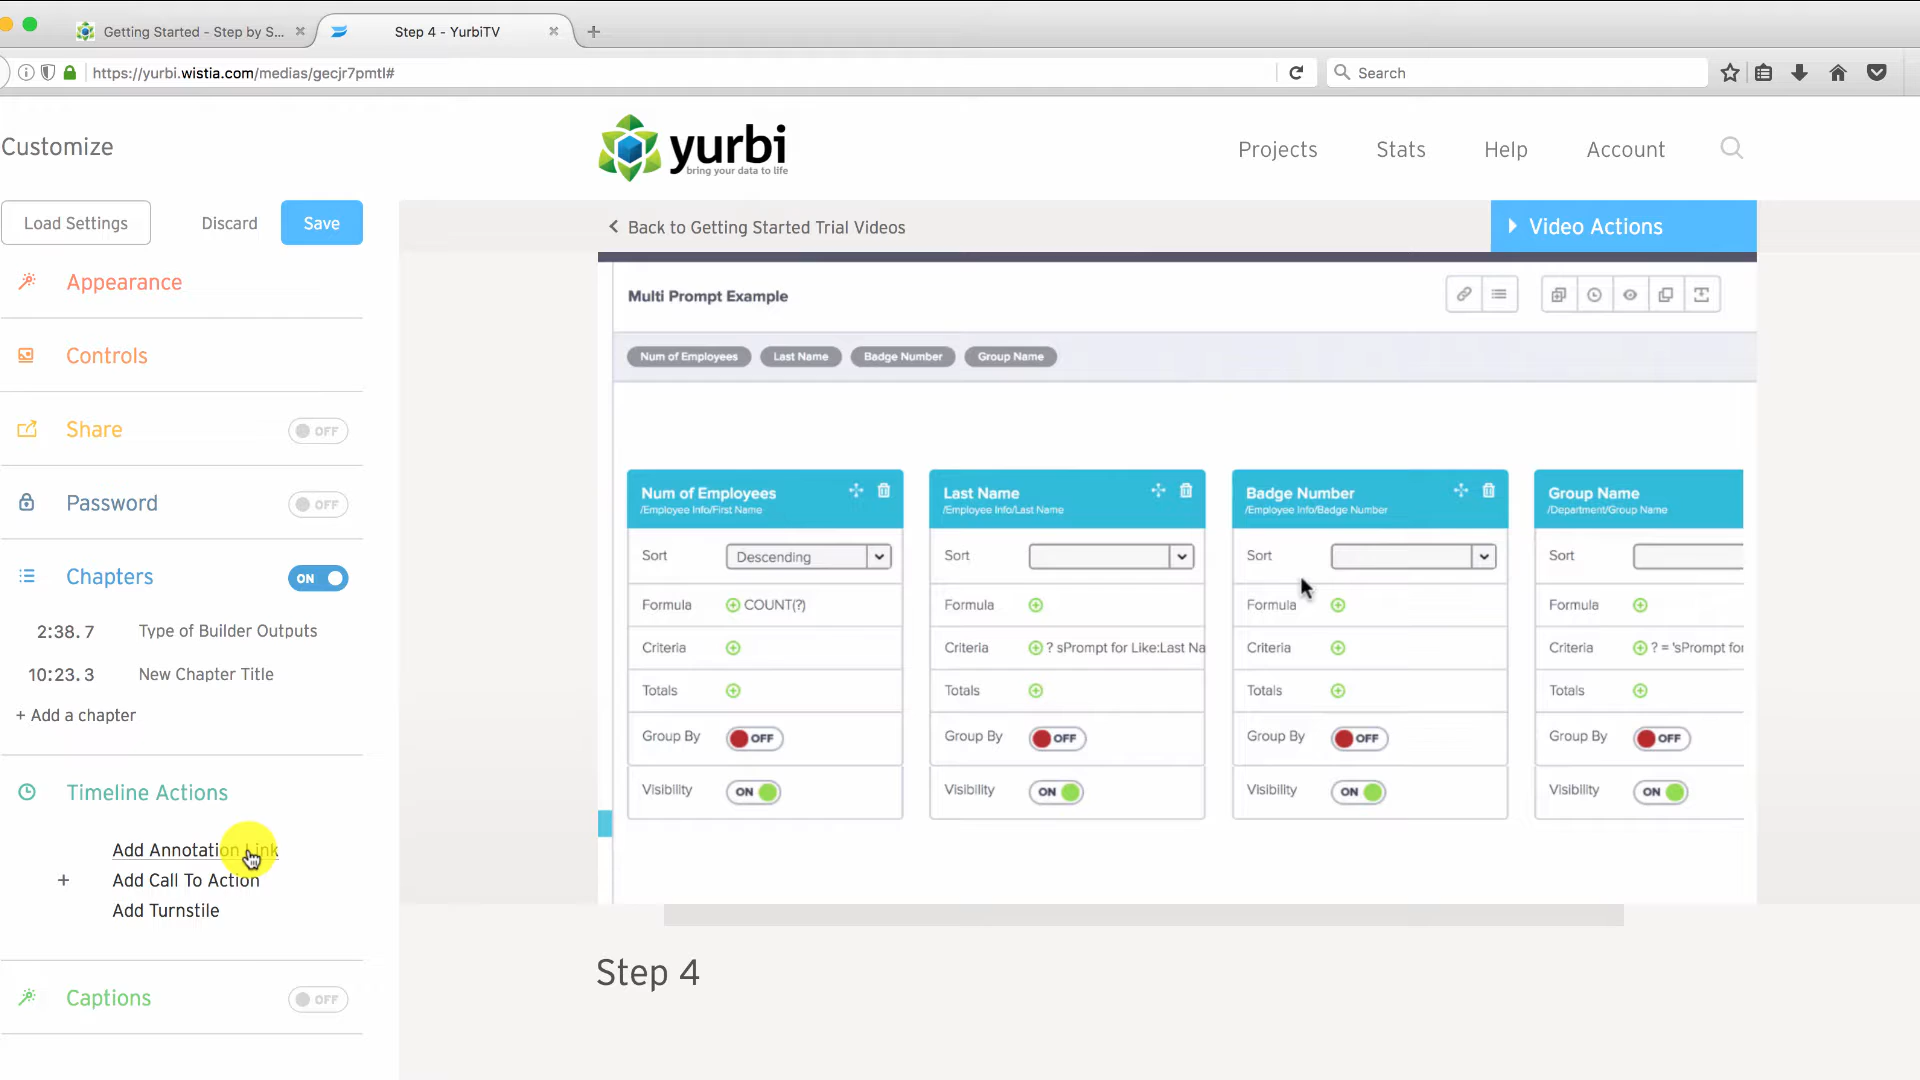 Getting Started - Step by S...
Step 4 - YurbiTV
https://yurbi.wistia.com/medias/gecjr7pmtl#
Search
Customize
yurbi
bring your data to life
Projects
Stats
Help
Account
Load Settings
Discard
Save
Back to Getting Started Trial Videos
Video Actions
Appearance
Controls
Share
OFF
Password
OFF
Chapters
ON
2:38.7 Type of Builder Outputs
10:23.3 New Chapter Title
+ Add a chapter
Timeline Actions
Add Annotation Link
+ Add Call To Action
Add Turnstile
Captions
OFF
Multi Prompt Example
Num of Employees
Last Name
Badge Number
Group Name
Num of Employees
/Employee Info/First Name
Sort Descending
Formula COUNT(?)
Criteria
Totals
Group By OFF
Visibility ON
Last Name
/Employee Info/Last Name
Sort
Formula
Criteria ? sPrompt for Like:Last Na
Totals
Group By OFF
Visibility ON
Badge Number
/Employee Info/Badge Number
Sort
Formula
Criteria
Totals
Group By OFF
Visibility ON
Group Name
/Department/Group Name
Sort
Formula
Criteria ? = 'sPrompt for
Totals
Group By OFF
Visibility ON
Step 4